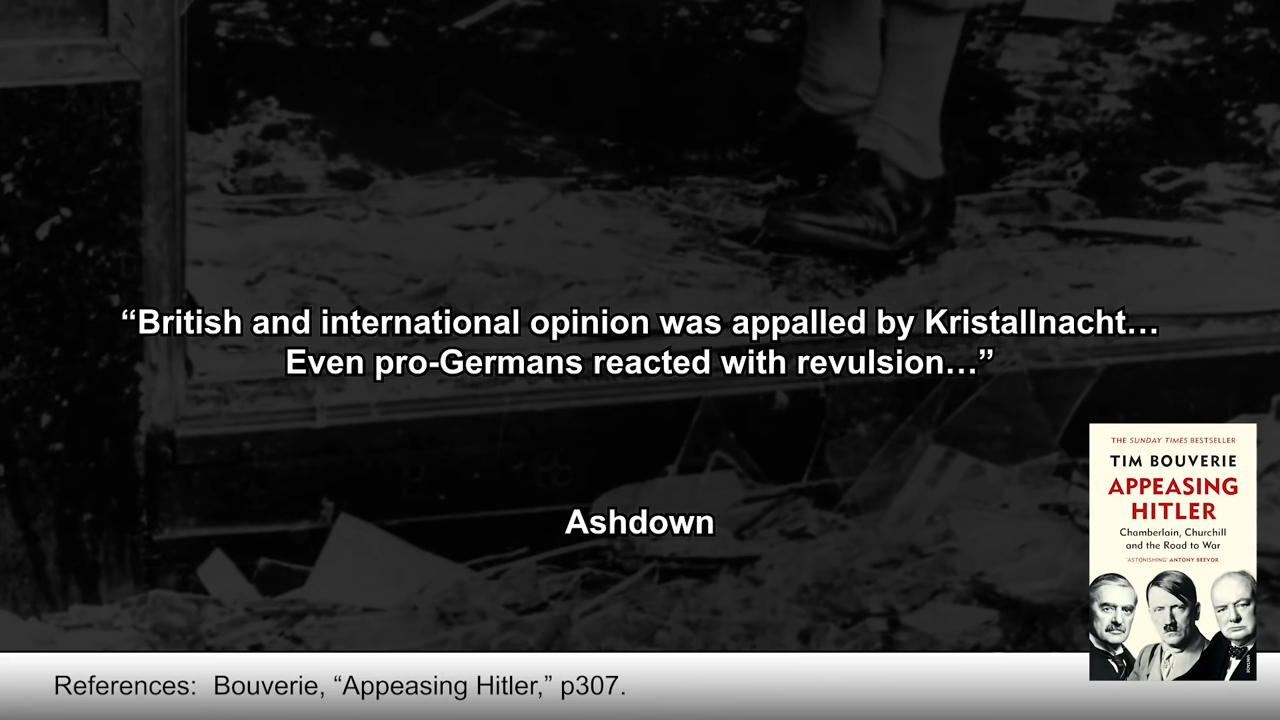 “British and international opinion was appalled by Kristallnacht…
Even pro-Germans reacted with revulsion…”
Ashdown
THE SUNDAY TIMES BESTSELLER
TIM BOUVERIE
APPEASING
HITLER
Chamberlain, Churchill
and the Road to War
‘ASTONISHING’ ANTONY BEEVOR
VINTAGE
References:  Bouverie, “Appeasing Hitler,” p307.